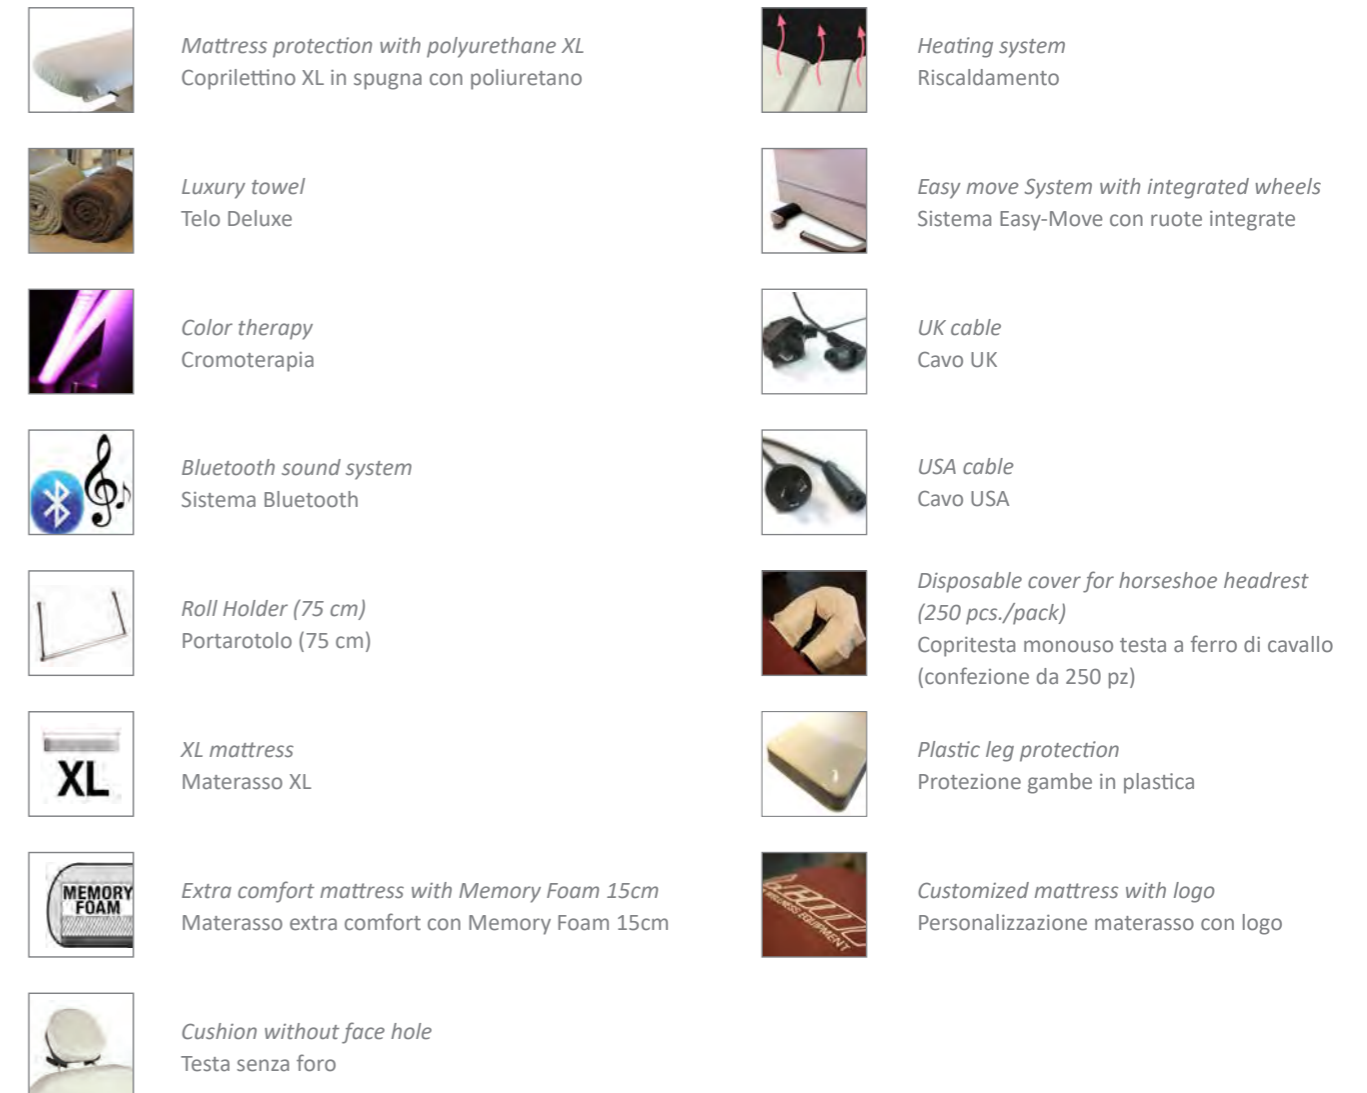 Mattress protection with polyurethane XL
Coprilettino XL in spugna con poliuretano
Luxury towel
Telo Deluxe
Color therapy
Cromoterapia
Bluetooth sound system
Sistema Bluetooth
Roll Holder (75 cm)
Portarotolo (75 cm)
XL
XL mattress
Materasso XL
MEMORY
FOAM
Extra comfort mattress with Memory Foam 15cm
Materasso extra comfort con Memory Foam 15cm
Cushion without face hole
Testa senza foro
Heating system
Riscaldamento
Easy move System with integrated wheels
Sistema Easy-Move con ruote integrate
UK cable
Cavo UK
USA cable
Cavo USA
Disposable cover for horseshoe headrest
(250 pcs./pack)
Copritesta monouso testa a ferro di cavallo
(confezione da 250 pz)
Plastic leg protection
Protezione gambe in plastica
EQUIPMENT
Customized mattress with logo
Personalizzazione materasso con logo